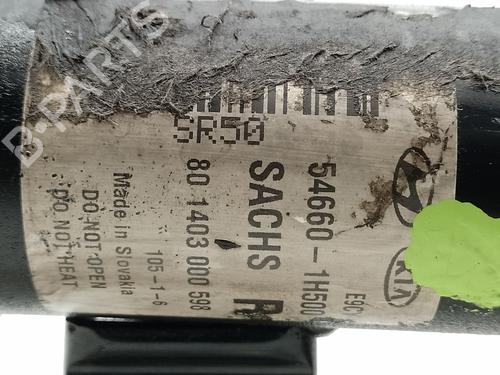 54660-1H500
E9C
SACHS R
80 1403 000 598
105-1-6
Made in Slovakia
DO NOT OPEN
DO NOT HEAT
KIA
B-PARTS